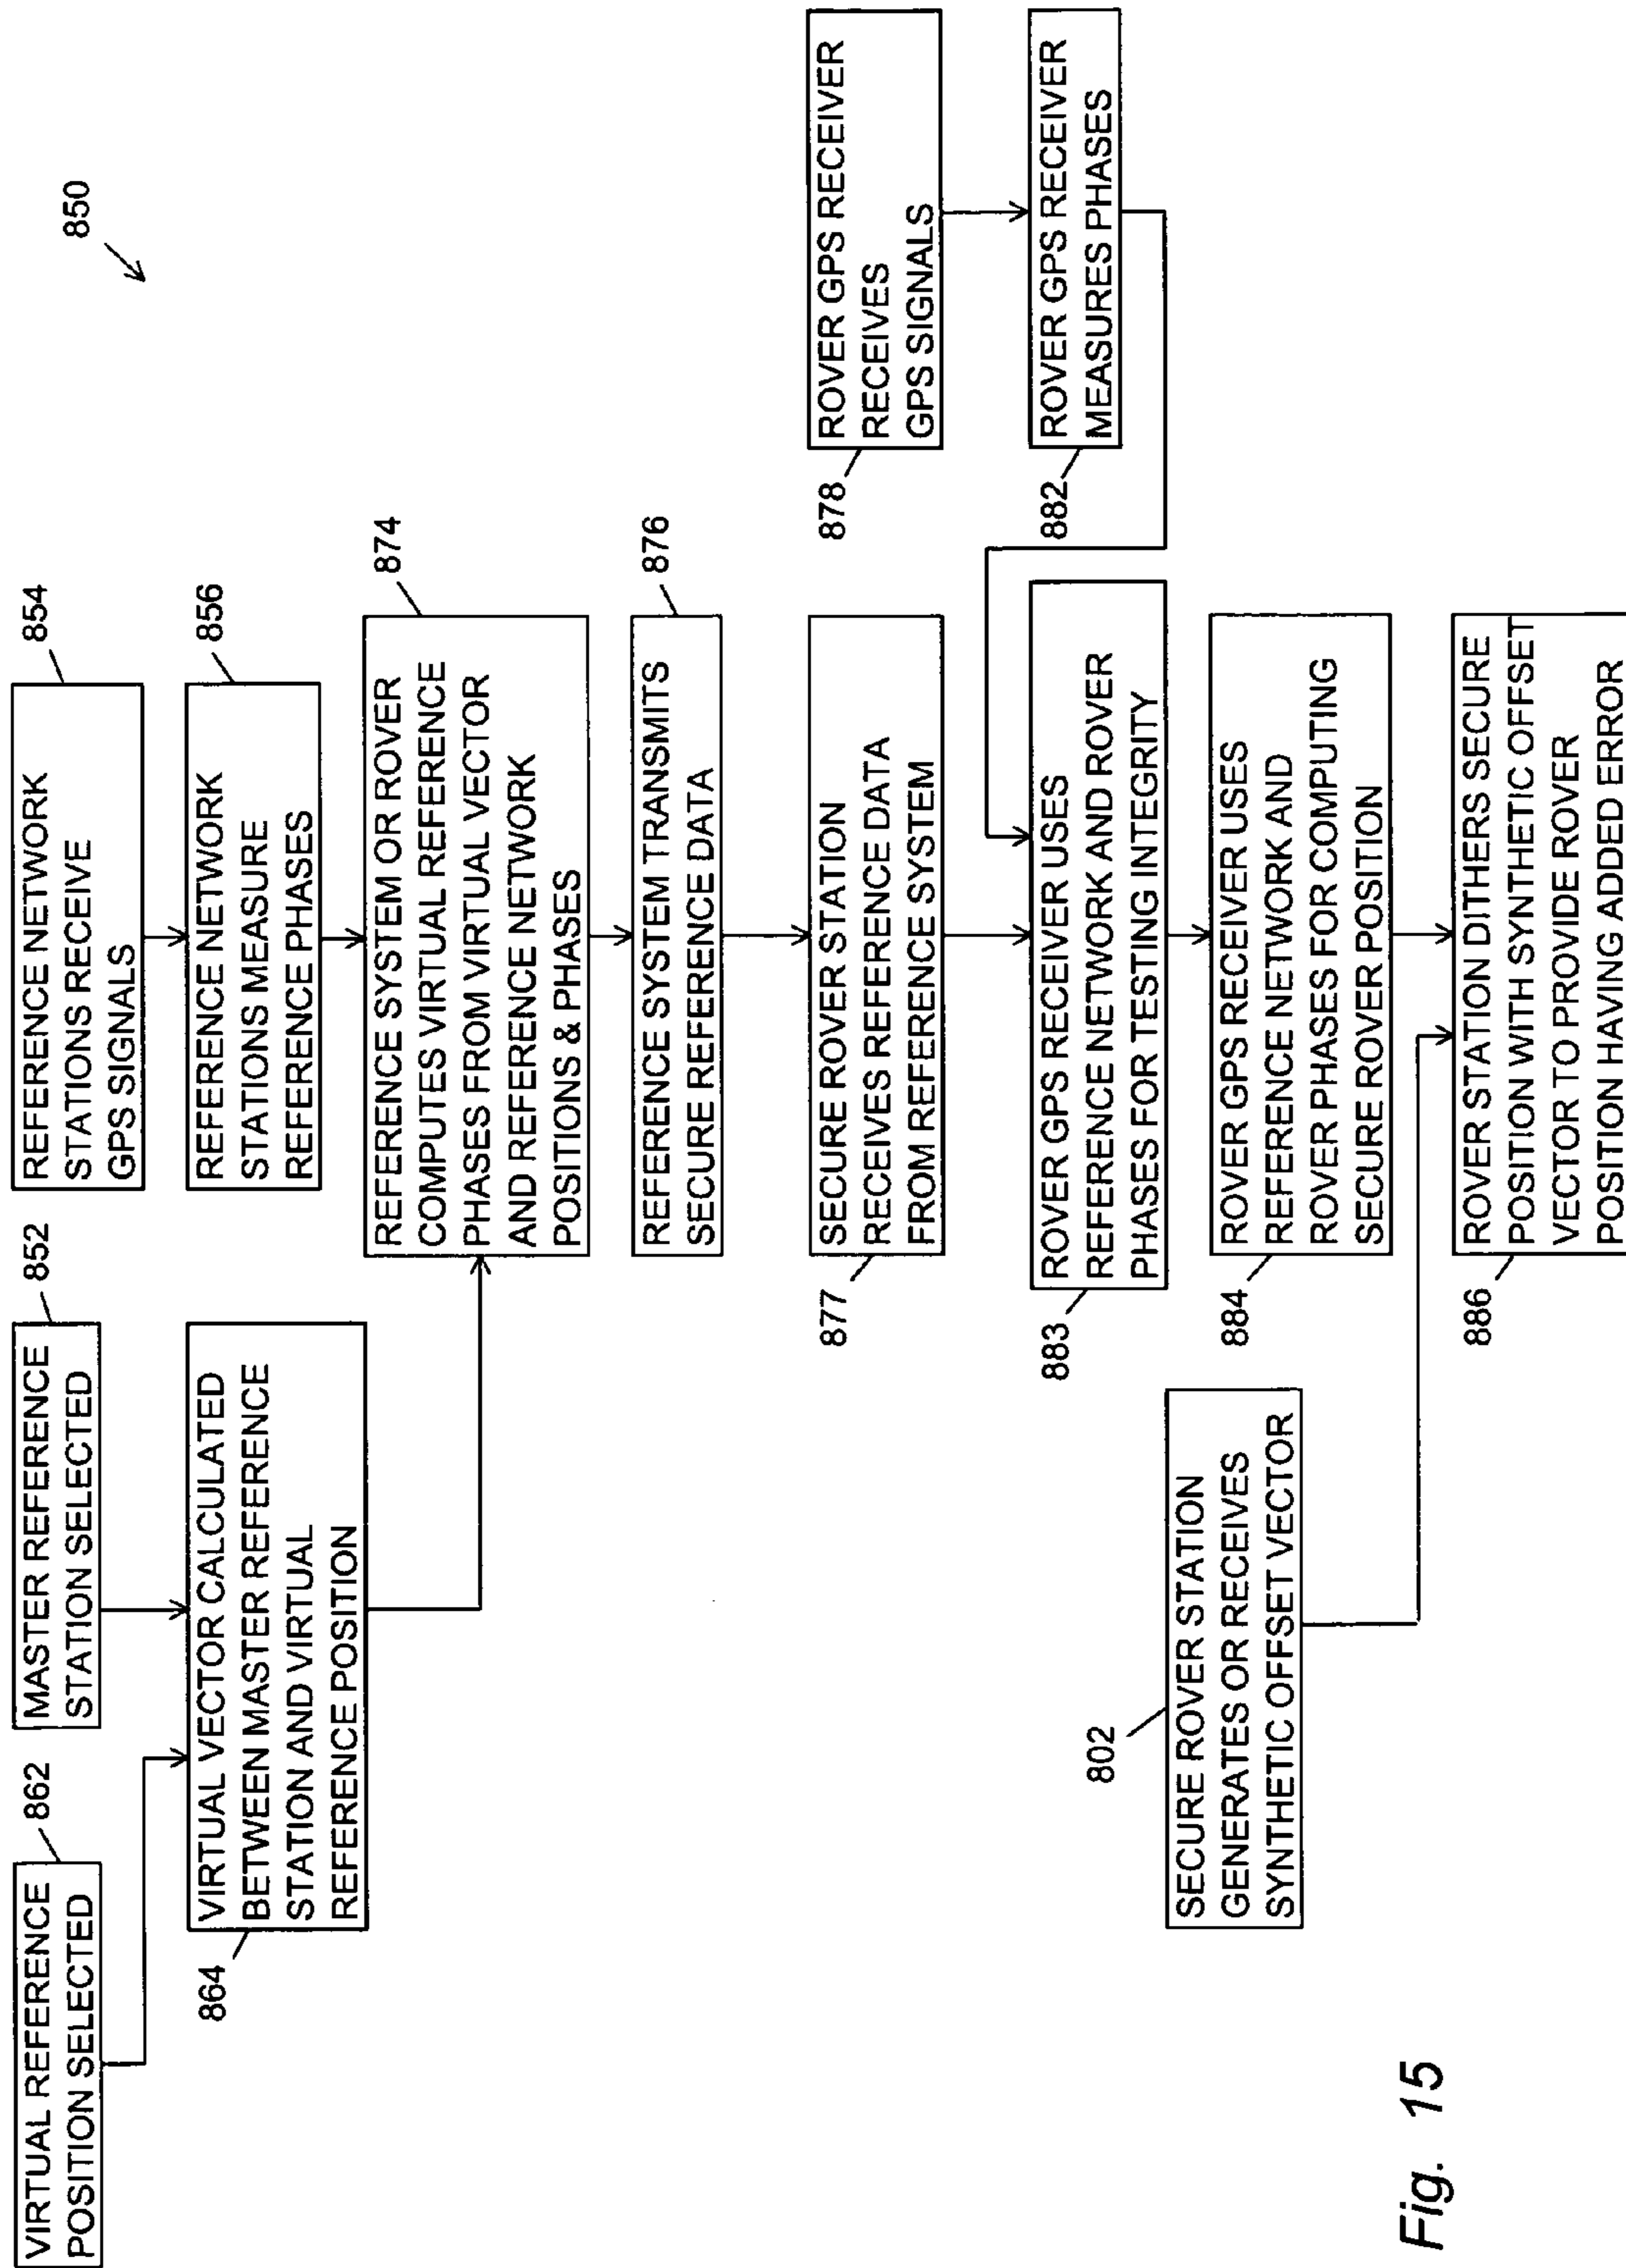 850
862
VIRTUAL REFERENCE
POSITION SELECTED
852
MASTER REFERENCE
STATION SELECTED
854
REFERENCE NETWORK
STATIONS RECEIVE
GPS SIGNALS
864
VIRTUAL VECTOR CALCULATED
BETWEEN MASTER REFERENCE
STATION AND VIRTUAL
REFERENCE POSITION
856
REFERENCE NETWORK
STATIONS MEASURE
REFERENCE PHASES
874
REFERENCE SYSTEM OR ROVER
COMPUTES VIRTUAL REFERENCE
PHASES FROM VIRTUAL VECTOR
AND REFERENCE NETWORK
POSITIONS & PHASES
876
REFERENCE SYSTEM TRANSMITS
SECURE REFERENCE DATA
877
SECURE ROVER STATION
RECEIVES REFERENCE DATA
FROM REFERENCE SYSTEM
878
ROVER GPS RECEIVER
RECEIVES
GPS SIGNALS
882
ROVER GPS RECEIVER
MEASURES PHASES
883
ROVER GPS RECEIVER USES
REFERENCE NETWORK AND ROVER
PHASES FOR TESTING INTEGRITY
802
SECURE ROVER STATION
GENERATES OR RECEIVES
SYNTHETIC OFFSET VECTOR
884
ROVER GPS RECEIVER USES
REFERENCE NETWORK AND
ROVER PHASES FOR COMPUTING
SECURE ROVER POSITION
886
ROVER STATION DITHERS SECURE
POSITION WITH SYNTHETIC OFFSET
VECTOR TO PROVIDE ROVER
POSITION HAVING ADDED ERROR
Fig. 15